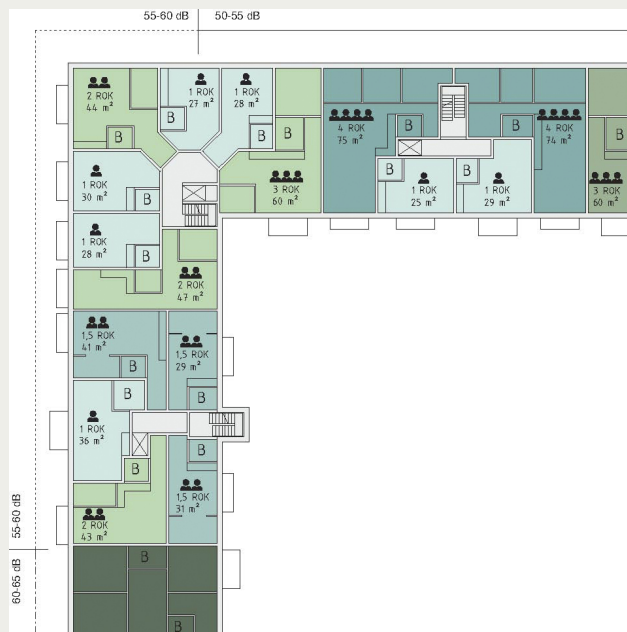 55-60 dB
50-55 dB
2 ROK
44 m²
B
1 ROK
27 m²
B
1 ROK
28 m²
B
B
3 ROK
60 m²
4 ROK
75 m²
B
B
1 ROK
25 m²
B
1 ROK
29 m²
B
4 ROK
74 m²
B
3 ROK
60 m²
1 ROK
30 m²
B
1 ROK
28 m²
B
2 ROK
47 m²
1,5 ROK
41 m²
B
1,5 ROK
29 m²
B
1 ROK
36 m²
B
B
B
1,5 ROK
31 m²
2 ROK
43 m²
B
B
55-60 dB
60-65 dB